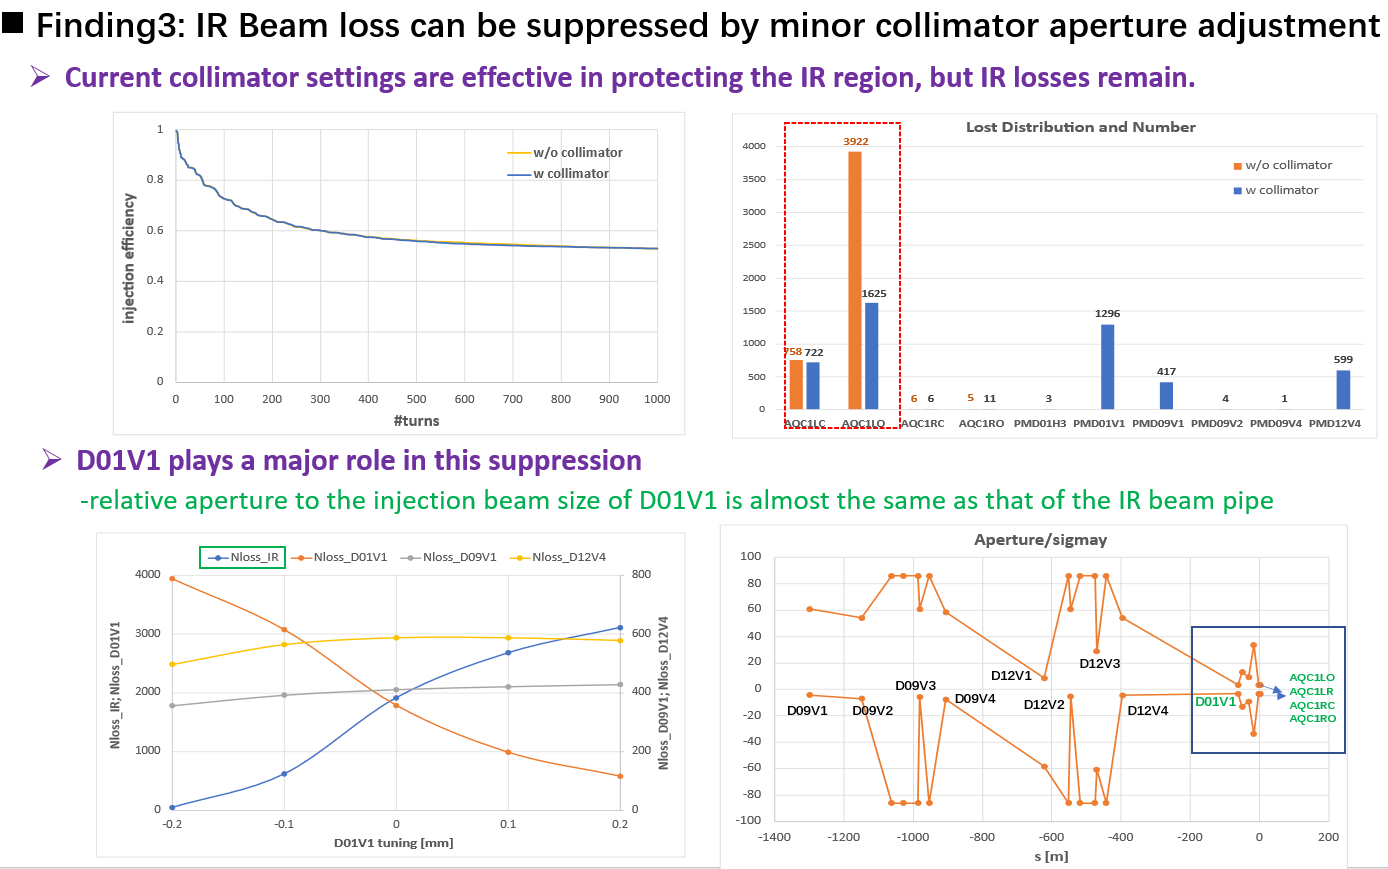 ■ Finding3: IR Beam loss can be suppressed by minor collimator aperture adjustment
➢ Current collimator settings are effective in protecting the IR region, but IR losses remain.
1
0.8
0.6
0.4
0.2
0
injection efficiency
w/o collimator
w collimator
0 100 200 300 400 500 600 700 800 900 1000
#turns
Lost Distribution and Number
4000
3500
3000
2500
2000
1500
1000
500
0
w/o collimator
w collimator
758 722
3922
1625
6 6
5 11
3
1296
417
4
1
599
AQC1LC AQC1LO AQC1RC AQC1RO PMD01H3 PMD01V1 PMD09V1 PMD09V2 PMD09V4 PMD12V4
➢ D01V1 plays a major role in this suppression
-relative aperture to the injection beam size of D01V1 is almost the same as that of the IR beam pipe
Nloss_IR Nloss_D01V1 Nloss_D09V1 Nloss_D12V4
4000
3000
2000
1000
0
Nloss_IR; Nloss_D01V1
800
600
400
200
0
Nloss_D09V1; Nloss_D12V4
-0.2 -0.1 0 0.1 0.2
D01V1 tuning [mm]
Aperture/sigmay
100
80
60
40
20
0
-20
-40
-60
-80
-100
D09V1
D09V2
D09V3
D09V4
D12V1
D12V2
D12V3
D12V4
D01V1
AQC1LO
AQC1LR
AQC1RC
AQC1RO
-1400 -1200 -1000 -800 -600 -400 -200 0 200
s [m]